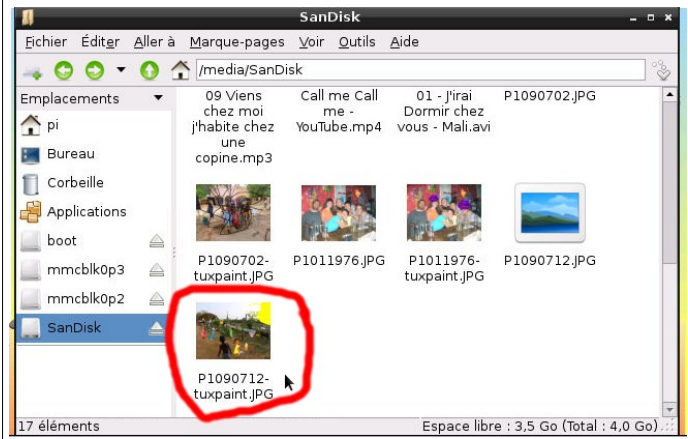 SanDisk
Fichier Éditer Aller à Marque-pages Voir Outils Aide
/media/SanDisk
Emplacements
pi
Bureau
Corbeille
Applications
boot
mmcblk0p3
mmcblk0p2
SanDisk
09 Viens
chez moi
j'habite chez
une
copine.mp3
Call me Call
me -
YouTube.mp4
01 - J'irai
Dormir chez
vous - Mali.avi
P1090702.JPG
P1090702-
tuxpaint.JPG
P1011976.JPG
P1011976-
tuxpaint.JPG
P1090712.JPG
P1090712-
tuxpaint.JPG
17 éléments
Espace libre : 3,5 Go (Total : 4,0 Go)